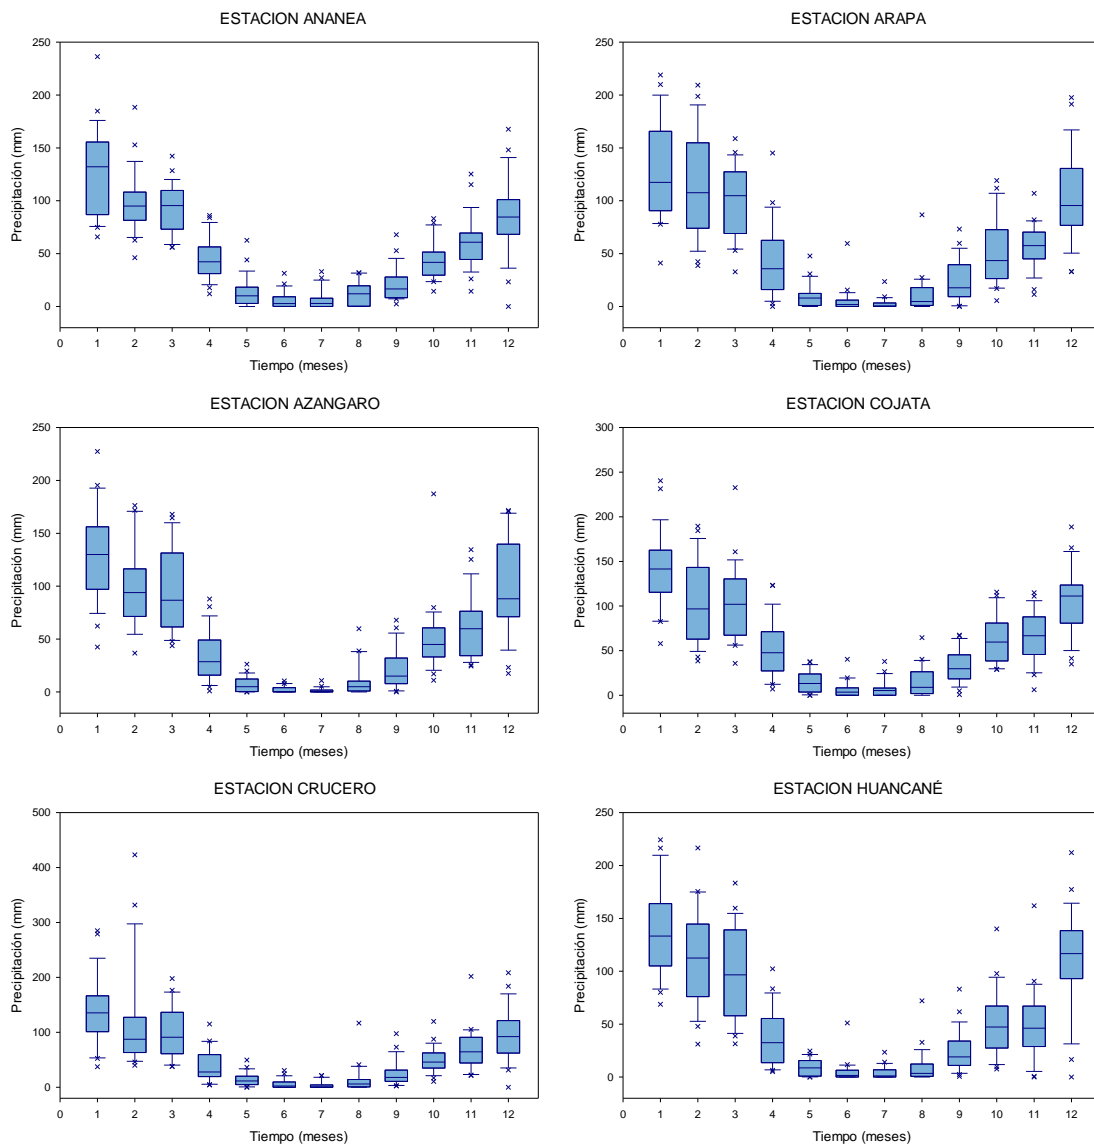 ESTACION ANANEA
Precipitación (mm)
250
200
150
100
50
0
0 1 2 3 4 5 6 7 8 9 10 11 12
Tiempo (meses)
ESTACION ARAPA
Precipitación (mm)
250
200
150
100
50
0
0 1 2 3 4 5 6 7 8 9 10 11 12
Tiempo (meses)
ESTACION AZANGARO
Precipitación (mm)
250
200
150
100
50
0
0 1 2 3 4 5 6 7 8 9 10 11 12
Tiempo (meses)
ESTACION COJATA
Precipitación (mm)
300
250
200
150
100
50
0
0 1 2 3 4 5 6 7 8 9 10 11 12
Tiempo (meses)
ESTACION CRUCERO
Precipitación (mm)
500
400
300
200
100
0
0 1 2 3 4 5 6 7 8 9 10 11 12
Tiempo (meses)
ESTACION HUANCANÉ
Precipitación (mm)
250
200
150
100
50
0
0 1 2 3 4 5 6 7 8 9 10 11 12
Tiempo (meses)